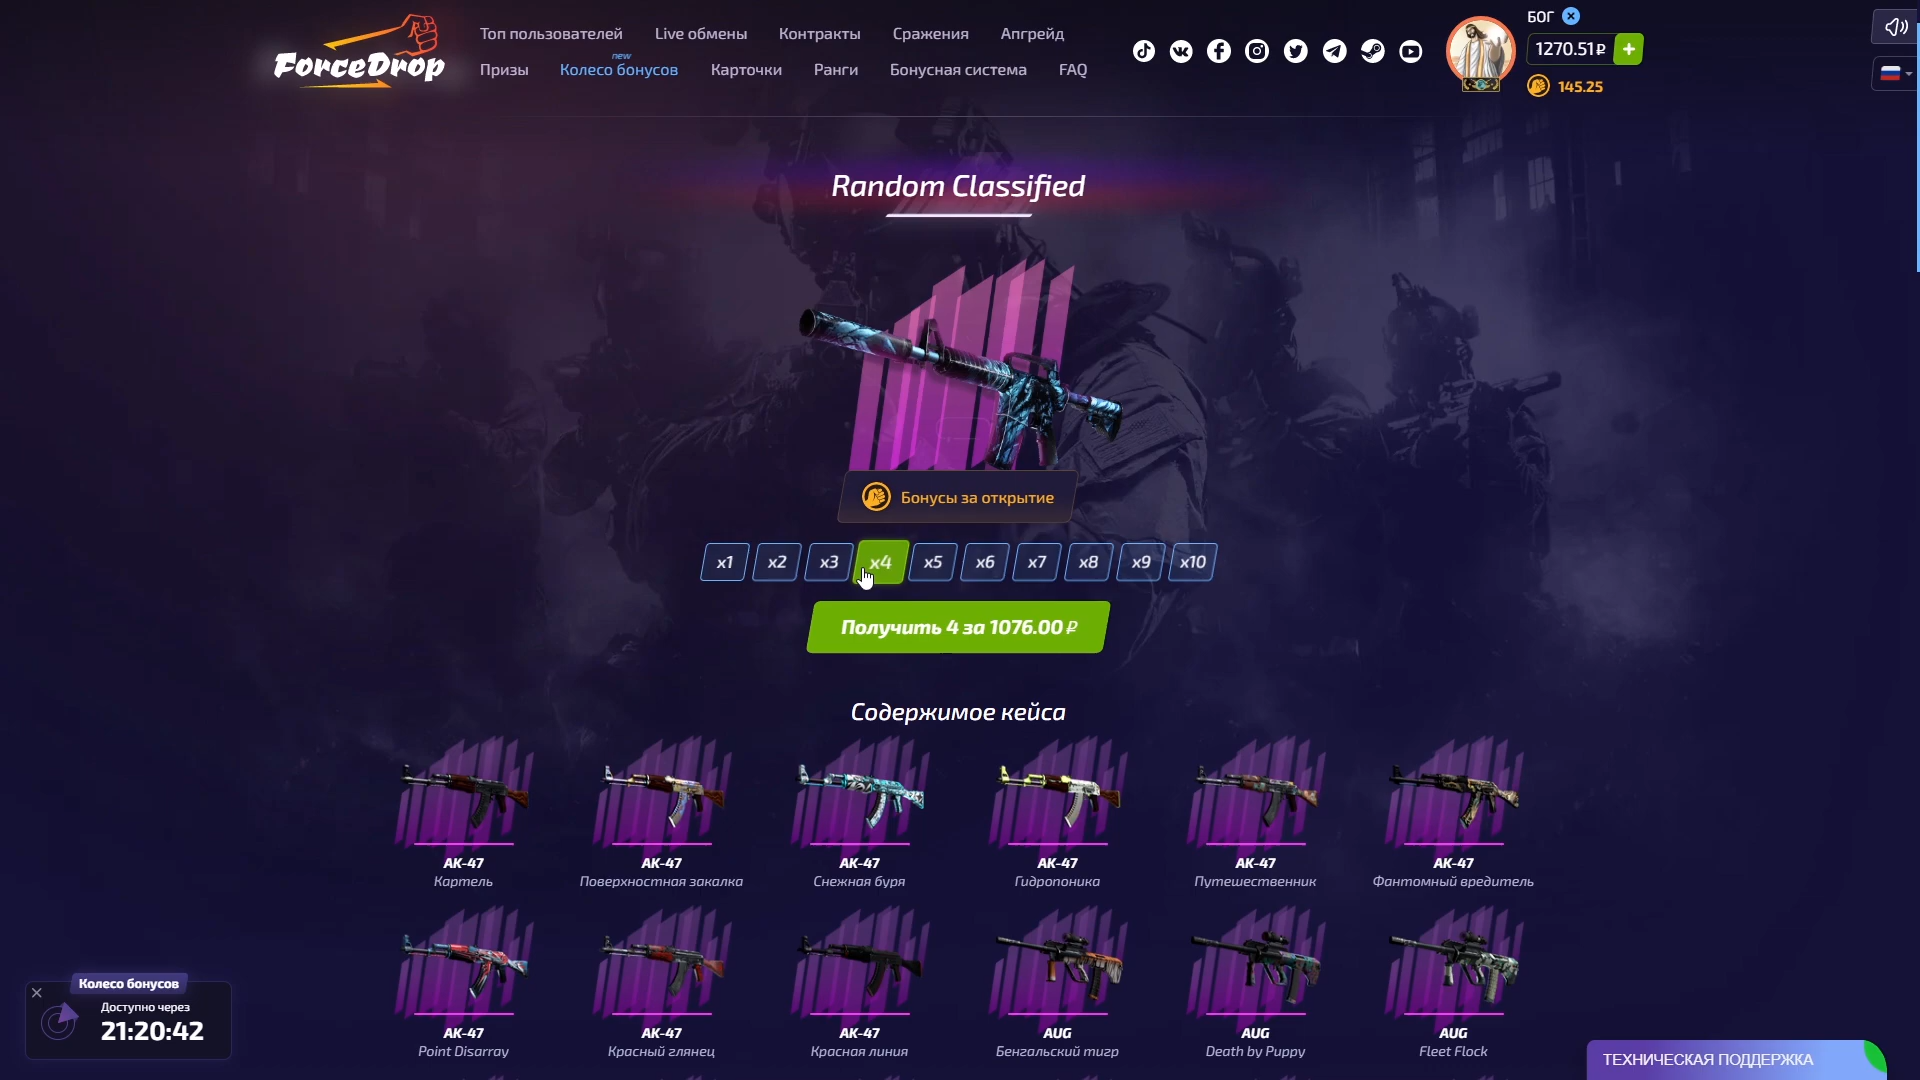 ForceDrop
Топ пользователей
Live обмены
Контракты
Сражения
Апгрейд
Призы
new
Колесо бонусов
Карточки
Ранги
Бонусная система
FAQ
БОГ
1270.51₽
+
145.25
Random Classified
Бонусы за открытие
x1
x2
x3
x4
x5
x6
x7
x8
x9
x10
Получить 4 за 1076.00₽
Содержимое кейса
AK-47
Картель
AK-47
Поверхностная закалка
AK-47
Снежная буря
AK-47
Гидропоника
AK-47
Путешественник
AK-47
Фантомный вредитель
AK-47
Point Disarray
AK-47
Красный глянец
AK-47
Красная линия
AUG
Бенгальский тигр
AUG
Death by Puppy
AUG
Fleet Flock
Колесо бонусов
Доступно через
21:20:42
ТЕХНИЧЕСКАЯ ПОДДЕРЖКА